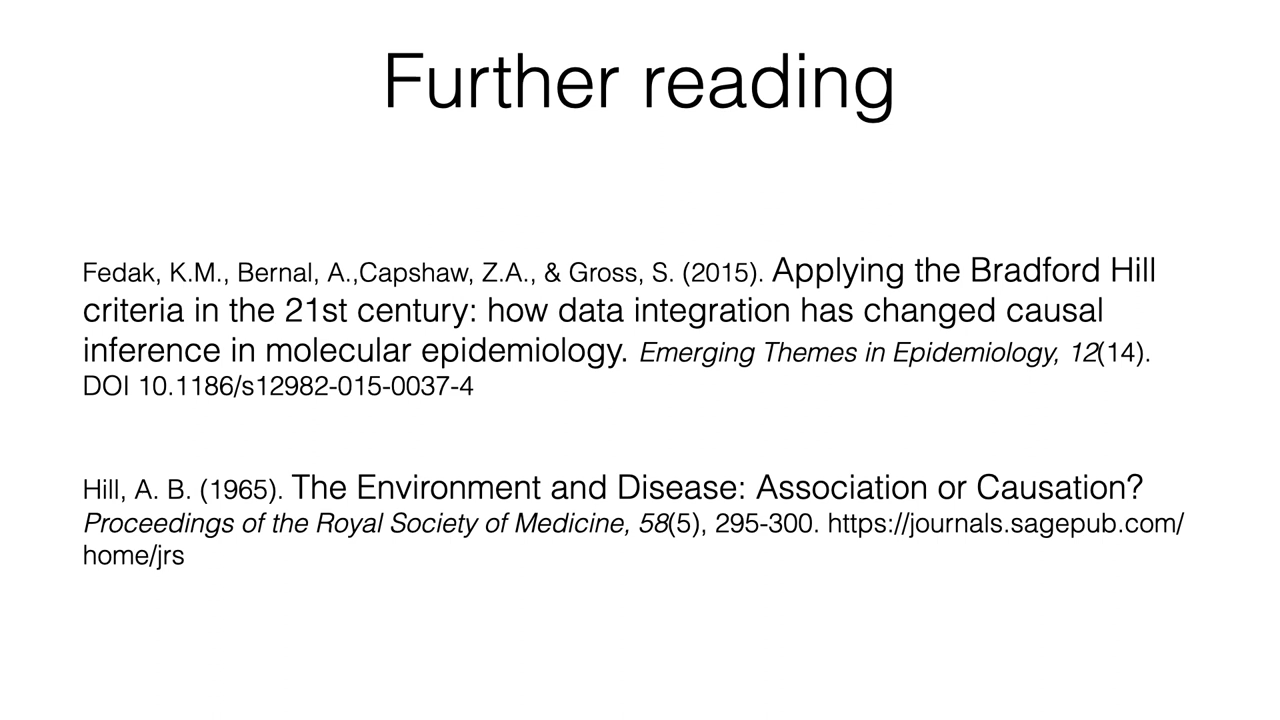 Further reading
Fedak, K.M., Bernal, A.,Capshaw, Z.A., & Gross, S. (2015). Applying the Bradford Hill
criteria in the 21st century: how data integration has changed causal
inference in molecular epidemiology. Emerging Themes in Epidemiology, 12(14).
DOI 10.1186/s12982-015-0037-4
Hill, A. B. (1965). The Environment and Disease: Association or Causation?
Proceedings of the Royal Society of Medicine, 58(5), 295-300. https://journals.sagepub.com/
home/jrs